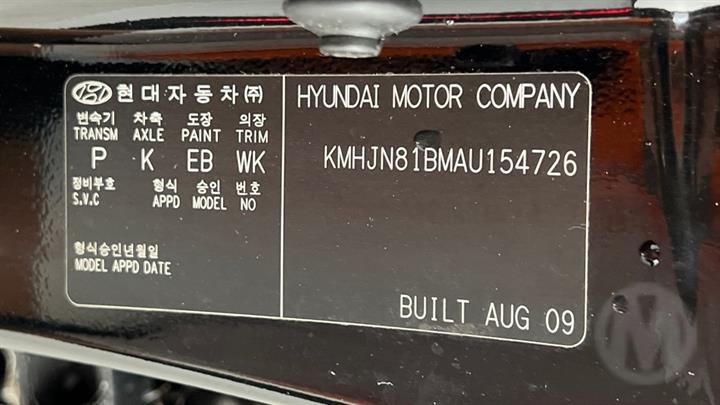 현대자동차㈜
변속기 차축 도장 의장
TRANSM AXLE PAINT TRIM
P K EB WK
정비부호 형식 승인 번호
S.V.C APPD MODEL NO
형식승인년월일
MODEL APPD DATE
HYUNDAI MOTOR COMPANY
KMHJN81BMAU154726
BUILT AUG 09
M